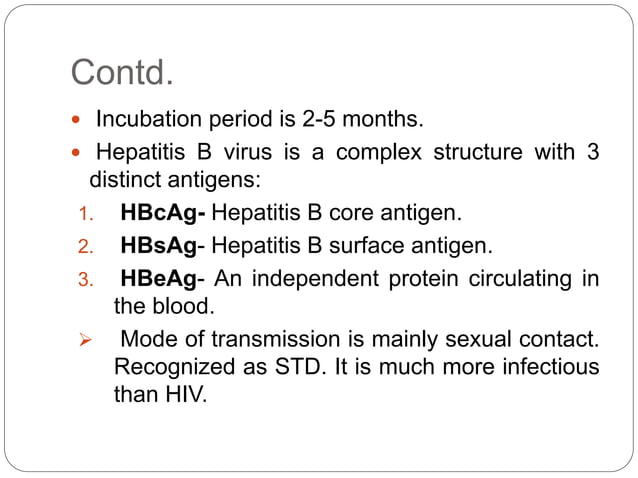 Contd.
• Incubation period is 2-5 months.
• Hepatitis B virus is a complex structure with 3
distinct antigens:
1. HBcAg- Hepatitis B core antigen.
2. HBsAg- Hepatitis B surface antigen.
3. HBeAg- An independent protein circulating in
the blood.
➢ Mode of transmission is mainly sexual contact.
Recognized as STD. It is much more infectious
than HIV.